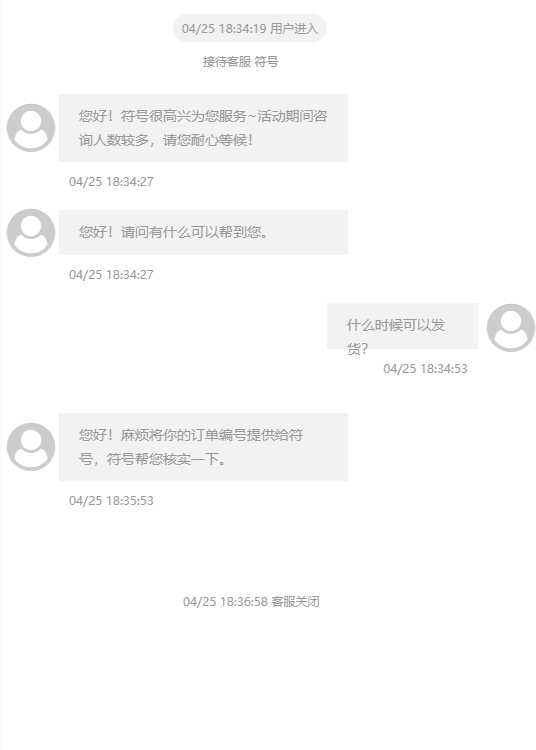 04/25 18:34:19 用户进入
接待客服 符号
您好！符号很高兴为您服务~活动期间咨
询人数较多，请您耐心等候！
04/25 18:34:27
您好！请问有什么可以帮到您。
04/25 18:34:27
什么时候可以发
货？
04/25 18:34:53
您好！麻烦将你的订单编号提供给符
号，符号帮您核实一下。
04/25 18:35:53
04/25 18:36:58 客服关闭